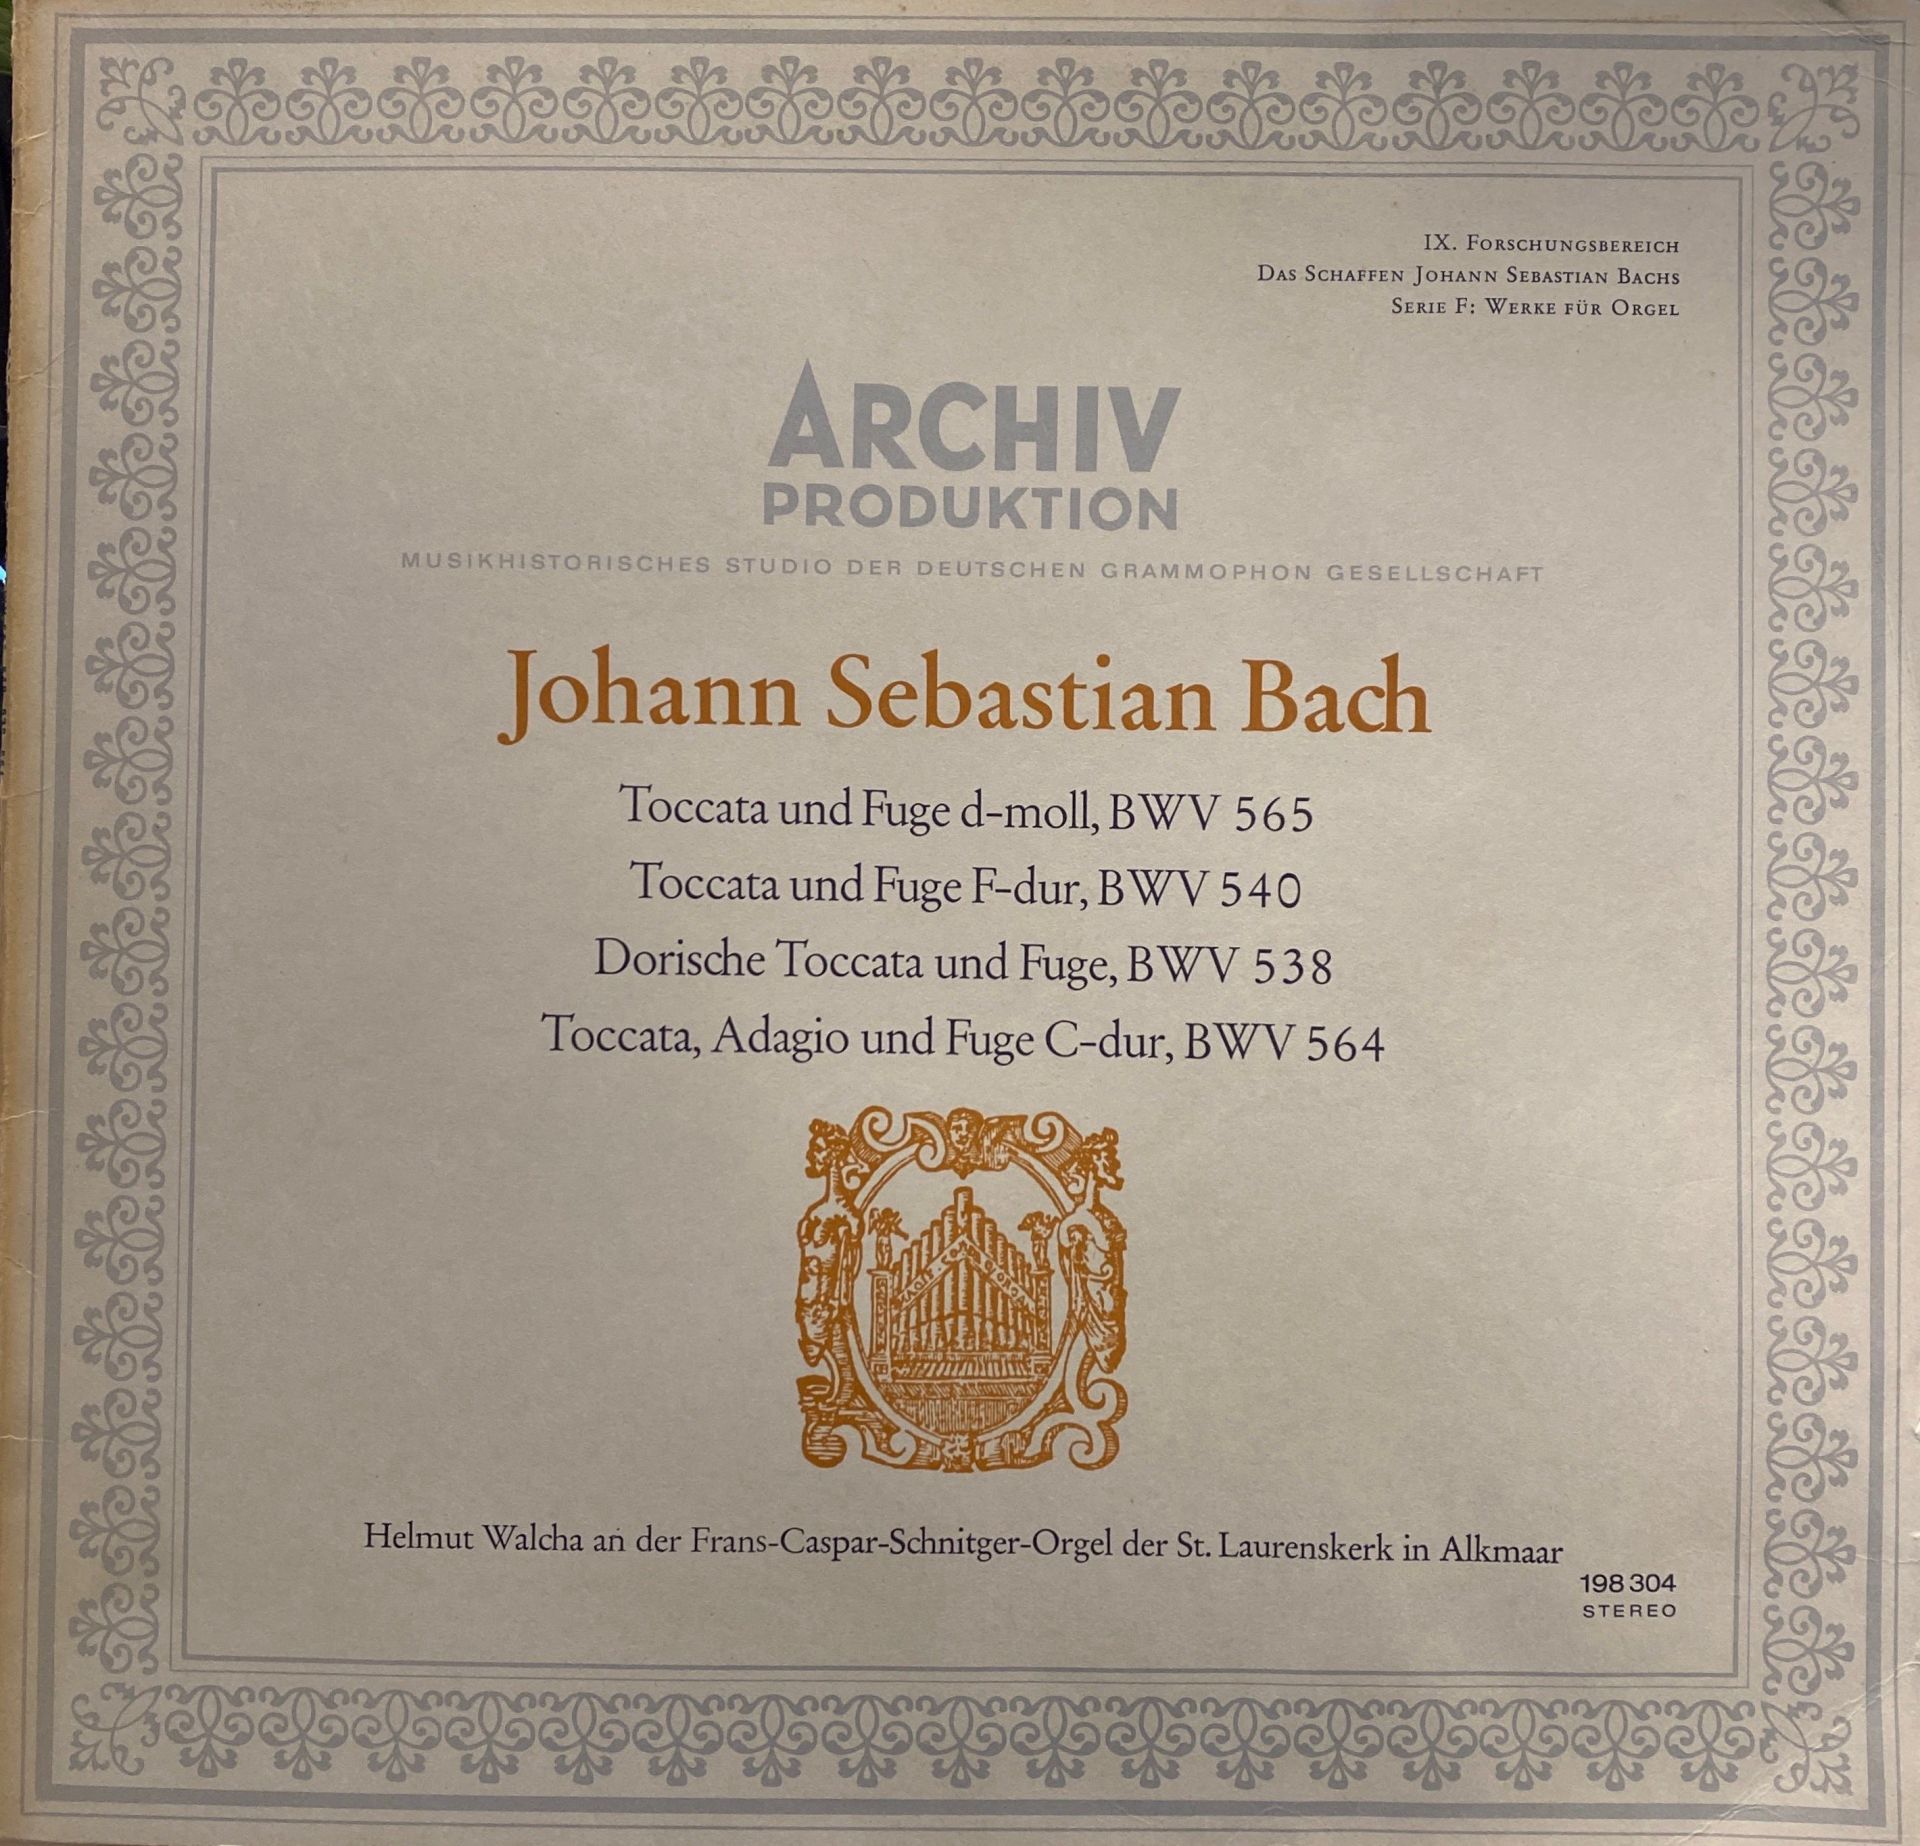 IX. FORSCHUNGSBEREICH
DAS SCHAFFEN JOHANN SEBASTIAN BACHS
SERIE F: WERKE FÜR ORGEL
ARCHIV
PRODUKTION
MUSIKHISTORISCHES STUDIO DER DEUTSCHEN GRAMMOPHON GESELLSCHAFT
Johann Sebastian Bach
Toccata und Fuge d-moll, BWV 565
Toccata und Fuge F-dur, BWV 540
Dorische Toccata und Fuge, BWV 538
Toccata, Adagio und Fuge C-dur, BWV 564
Helmut Walcha an der Frans-Caspar-Schnitger-Orgel der St. Laurenskerk in Alkmaar
198 304
STEREO